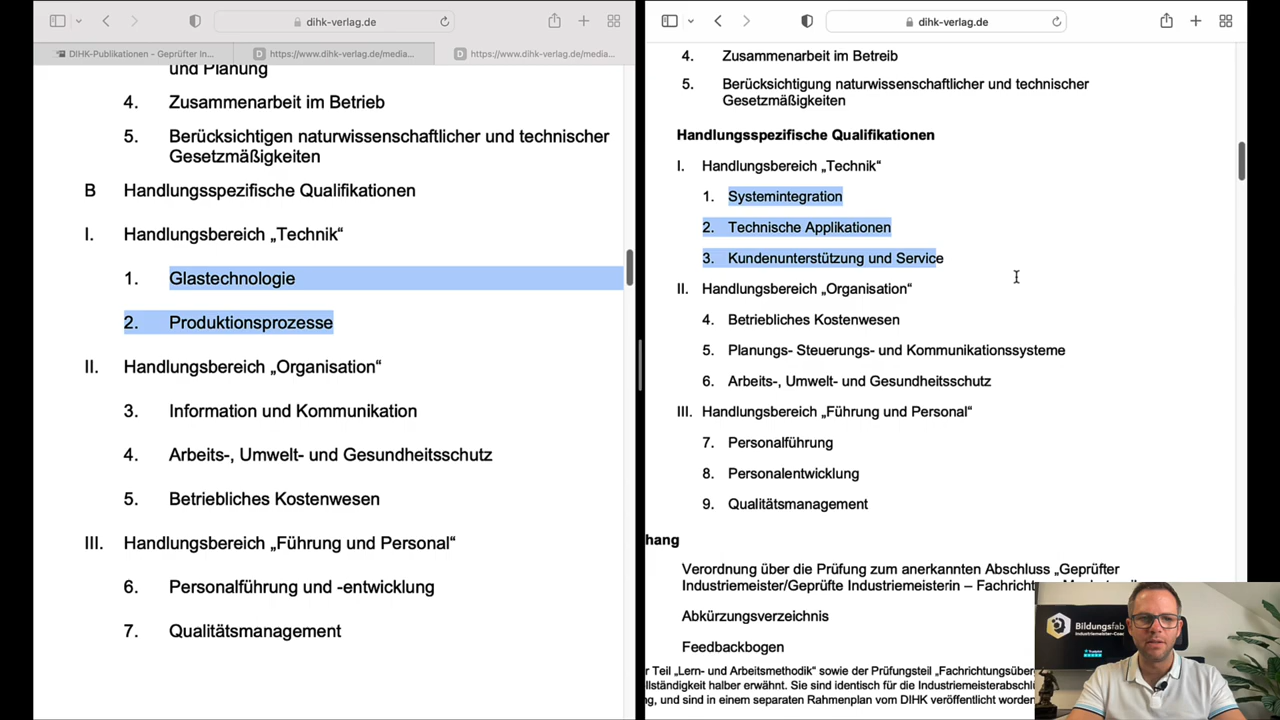 dihk-verlag.de
DIHK-Publikationen - Geprüfter In...
https://www.dihk-verlag.de/media...
https://www.dihk-verlag.de/media...
und Planung
4. Zusammenarbeit im Betrieb
5. Berücksichtigen naturwissenschaftlicher und technischer
Gesetzmäßigkeiten
B Handlungsspezifische Qualifikationen
I. Handlungsbereich „Technik“
1. Glastechnologie
2. Produktionsprozesse
II. Handlungsbereich „Organisation“
3. Information und Kommunikation
4. Arbeits-, Umwelt- und Gesundheitsschutz
5. Betriebliches Kostenwesen
III. Handlungsbereich „Führung und Personal“
6. Personalführung und -entwicklung
7. Qualitätsmanagement
dihk-verlag.de
4. Zusammenarbeit im Betreib
5. Berücksichtigung naturwissenschaftlicher und technischer
Gesetzmäßigkeiten
Handlungsspezifische Qualifikationen
I. Handlungsbereich „Technik“
1. Systemintegration
2. Technische Applikationen
3. Kundenunterstützung und Service
II. Handlungsbereich „Organisation“
4. Betriebliches Kostenwesen
5. Planungs- Steuerungs- und Kommunikationssysteme
6. Arbeits-, Umwelt- und Gesundheitsschutz
III. Handlungsbereich „Führung und Personal“
7. Personalführung
8. Personalentwicklung
9. Qualitätsmanagement
hang
Verordnung über die Prüfung zum anerkannten Abschluss „Geprüfter
Industriemeister/Geprüfte Industriemeisterin – Fachricht
Abkürzungsverzeichnis
Feedbackbogen
r Teil „Lern- und Arbeitsmethodik“ sowie der Prüfungsteil „Fachrichtungsüber
llständigkeit halber erwähnt. Sie sind identisch für die Industriemeisterabschlü
ng, und sind in einem separaten Rahmenplan vom DIHK veröffentlicht worden
Bildungsfab
Industriemeister-Coac